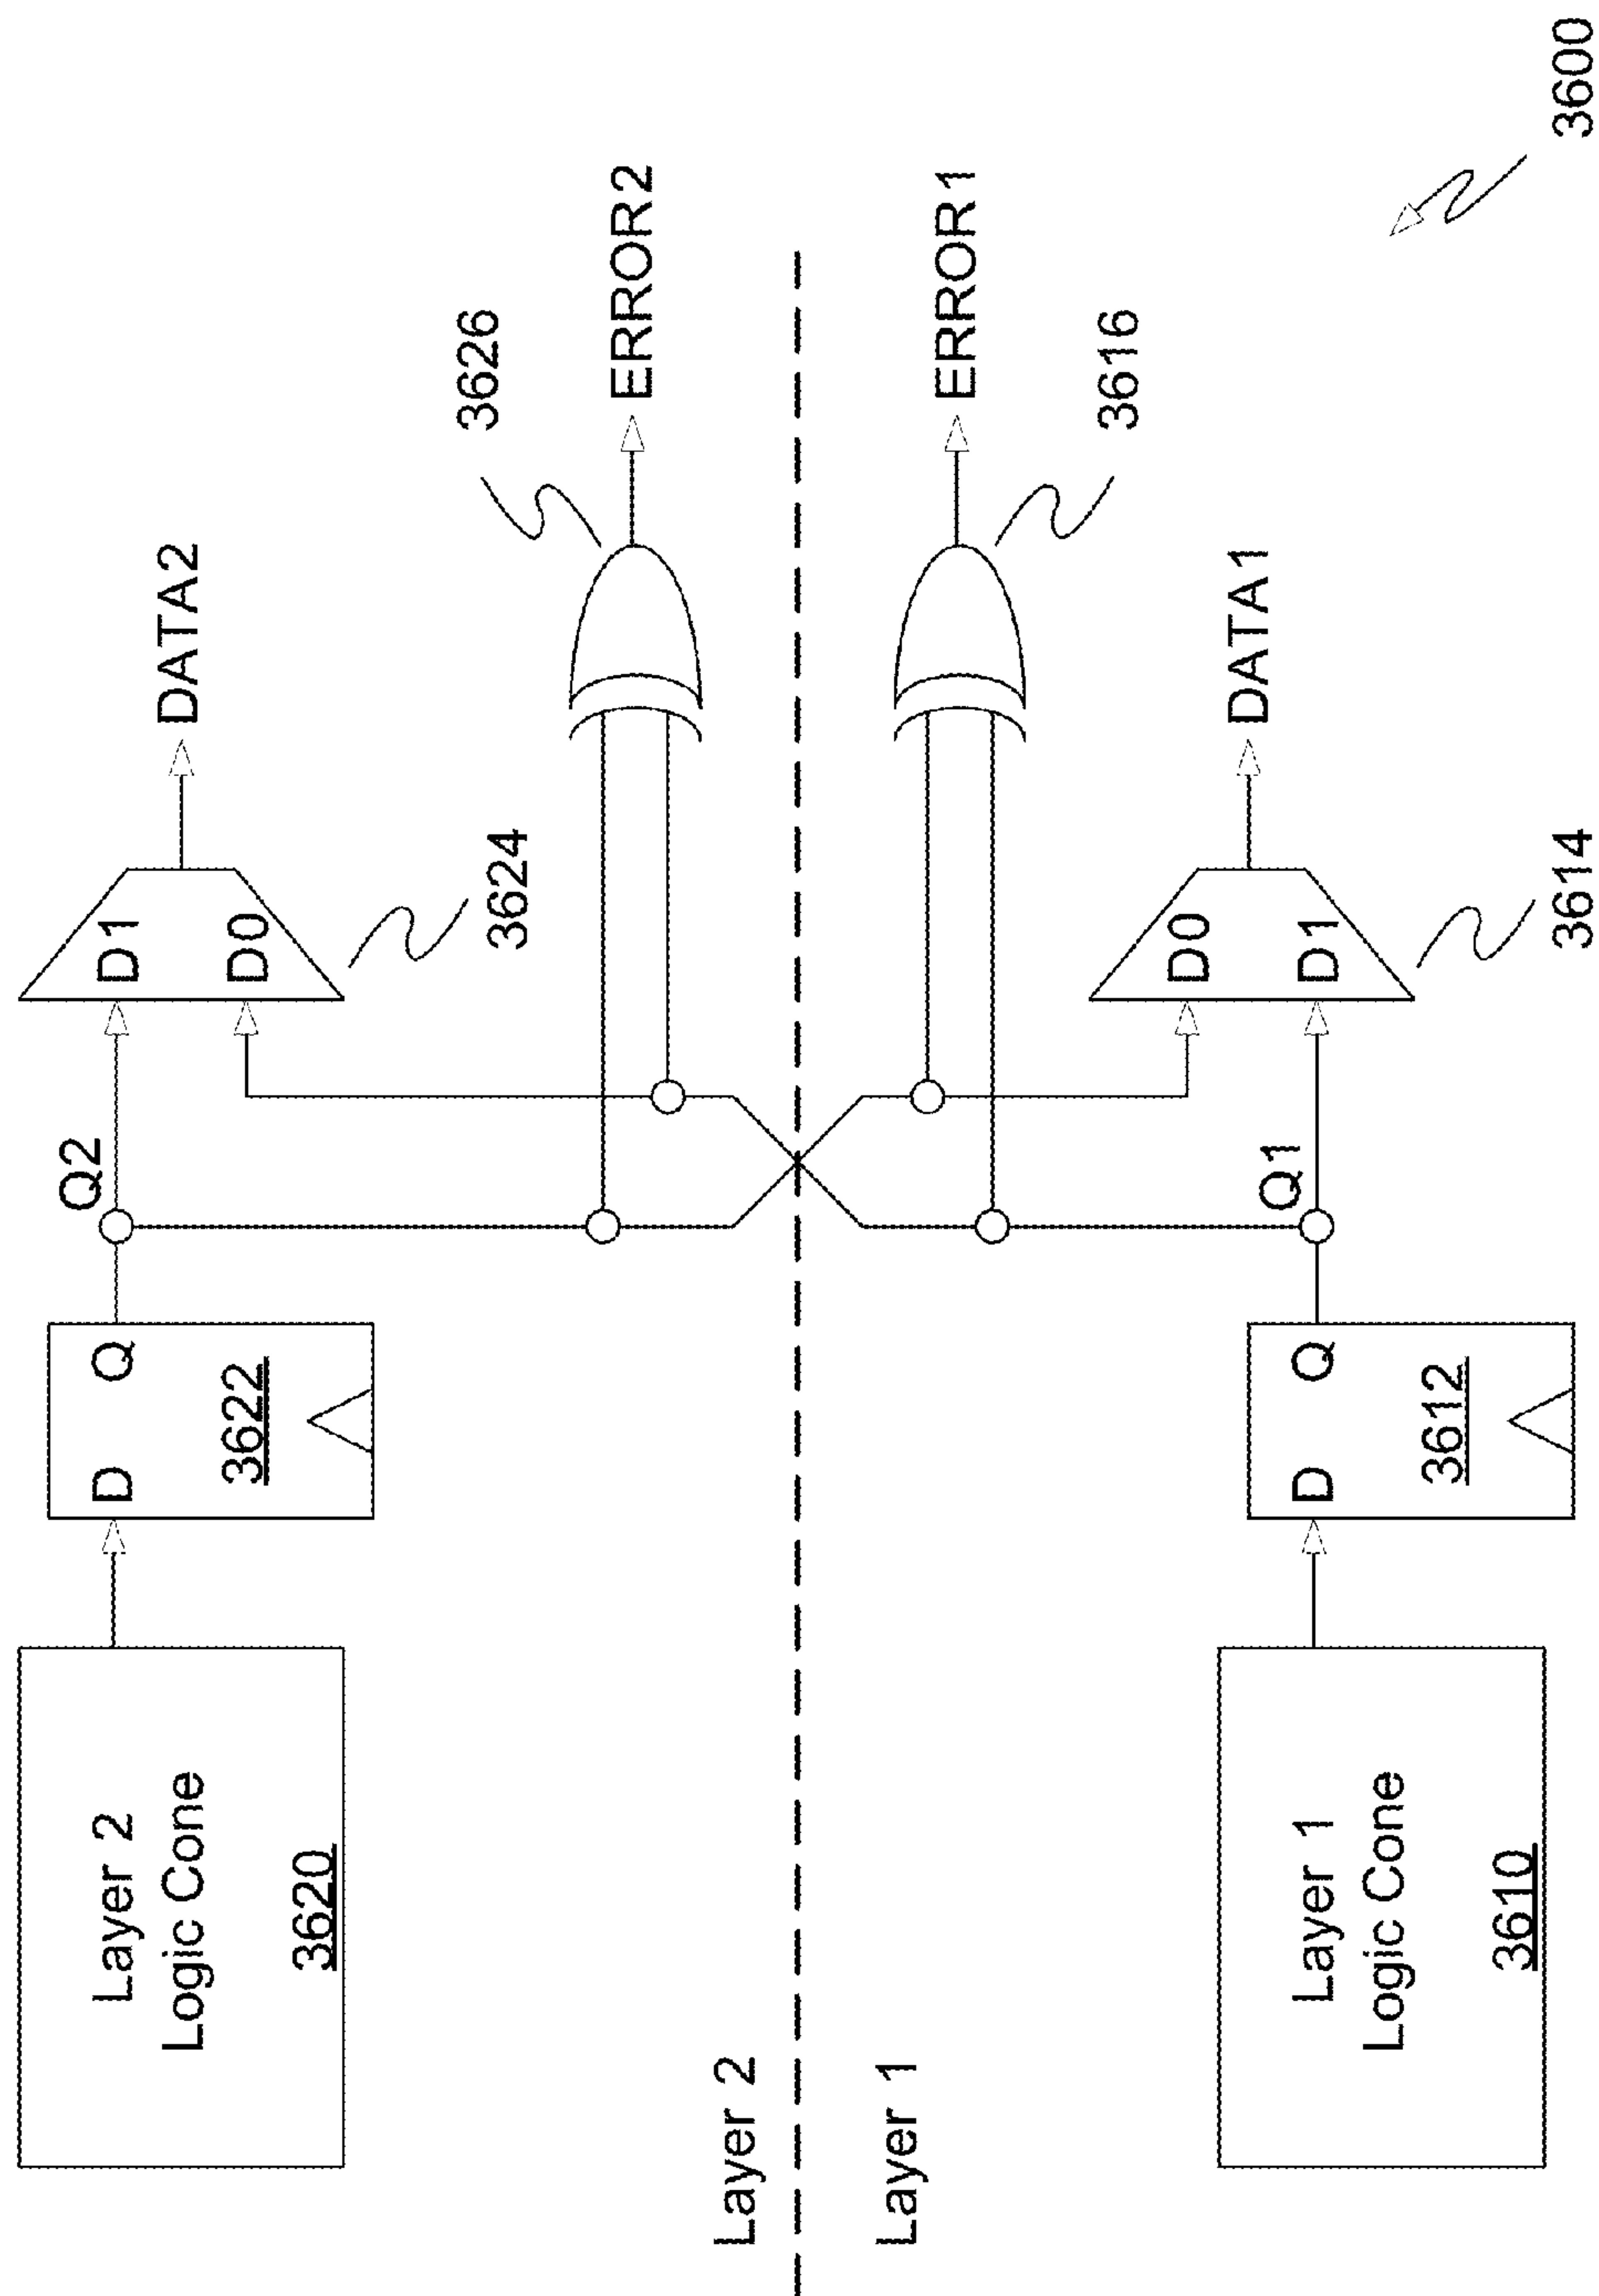 Layer 2
Logic Cone
3620
D
Q
3622
Q2
D1
D0
3624
DATA2
3626
ERROR2
Layer 2
Layer 1
ERROR1
3616
Layer 1
Logic Cone
3610
D
Q
3612
Q1
D0
D1
3614
DATA1
3600